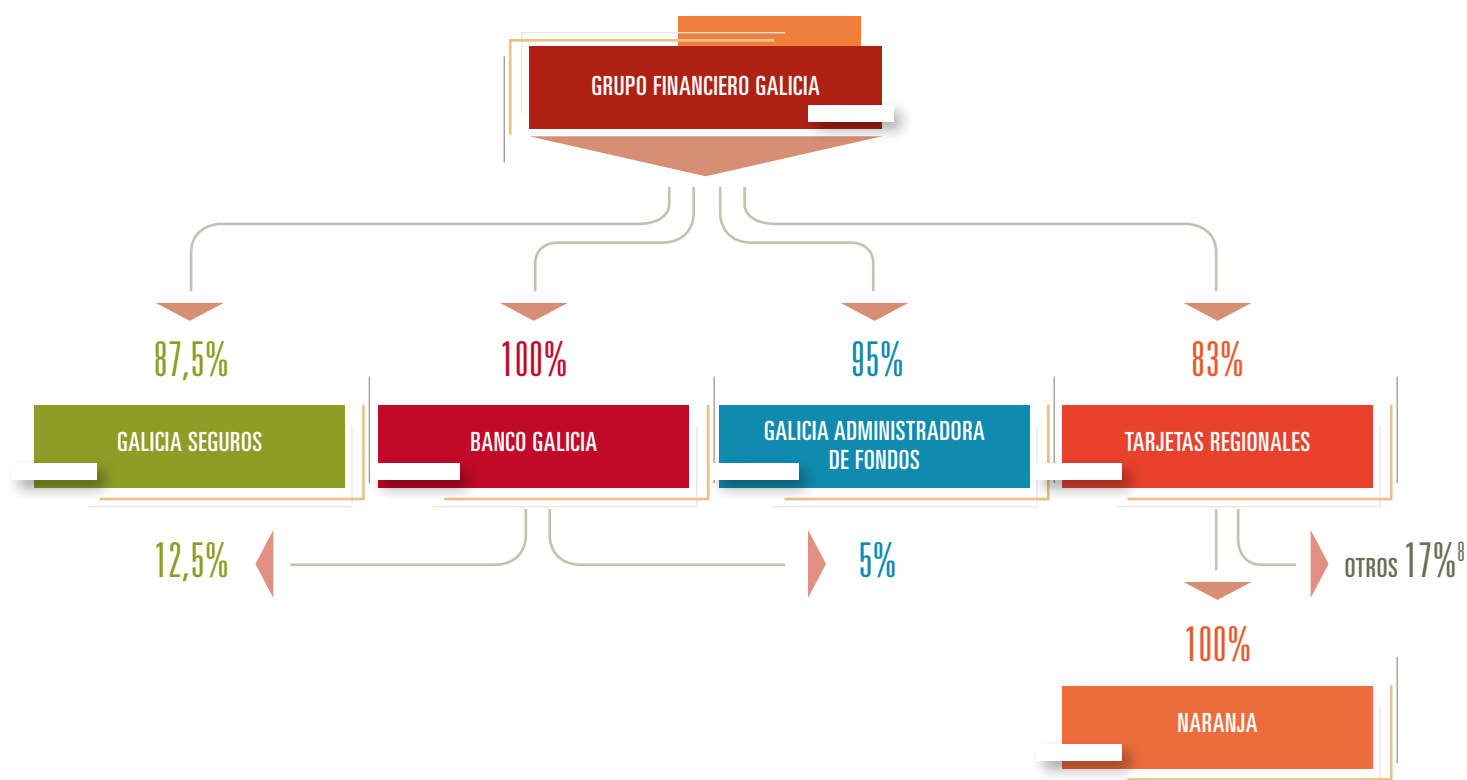 GRUPO FINANCIERO GALICIA
87,5%
100%
95%
83%
GALICIA SEGUROS
BANCO GALICIA
GALICIA ADMINISTRADORA
DE FONDOS
TARJETAS REGIONALES
12,5%
5%
OTROS 17%⁸
100%
NARANJA